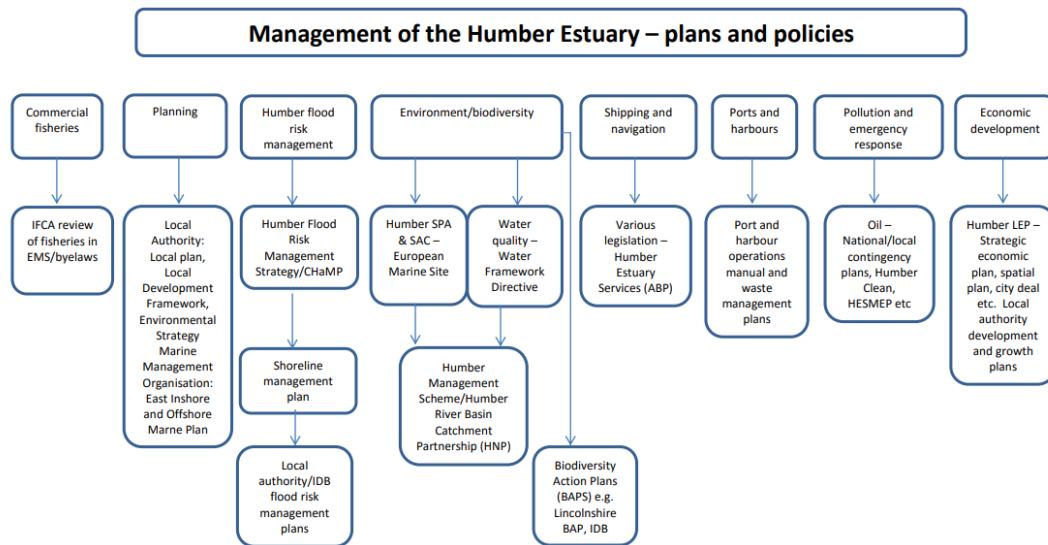 Management of the Humber Estuary – plans and policies
Commercial
fisheries
Planning
Humber flood
risk
management
Environment/biodiversity
Shipping and
navigation
Ports and
harbours
Pollution and
emergency
response
Economic
development
IFCA review
of fisheries in
EMS/byelaws
Local
Authority:
Local plan,
Local
Development
Framework,
Environmental
Strategy
Marine
Management
Organisation:
East Inshore
and Offshore
Marne Plan
Humber Flood
Risk
Management
Strategy/CHaMP
Humber SPA
& SAC –
European
Marine Site
Water
quality –
Water
Framework
Directive
Various
legislation –
Humber
Estuary
Services (ABP)
Port and
harbour
operations
manual and
waste
management
plans
Oil –
National/local
contingency
plans, Humber
Clean,
HESMEP etc
Humber LEP –
Strategic
economic
plan, spatial
plan, city deal
etc.  Local
authority
development
and growth
plans
Shoreline
management
plan
Humber
Management
Scheme/Humber
River Basin
Catchment
Partnership (HNP)
Local
authority/IDB
flood risk
management
plans
Biodiversity
Action Plans
(BAPS) e.g.
Lincolnshire
BAP, IDB